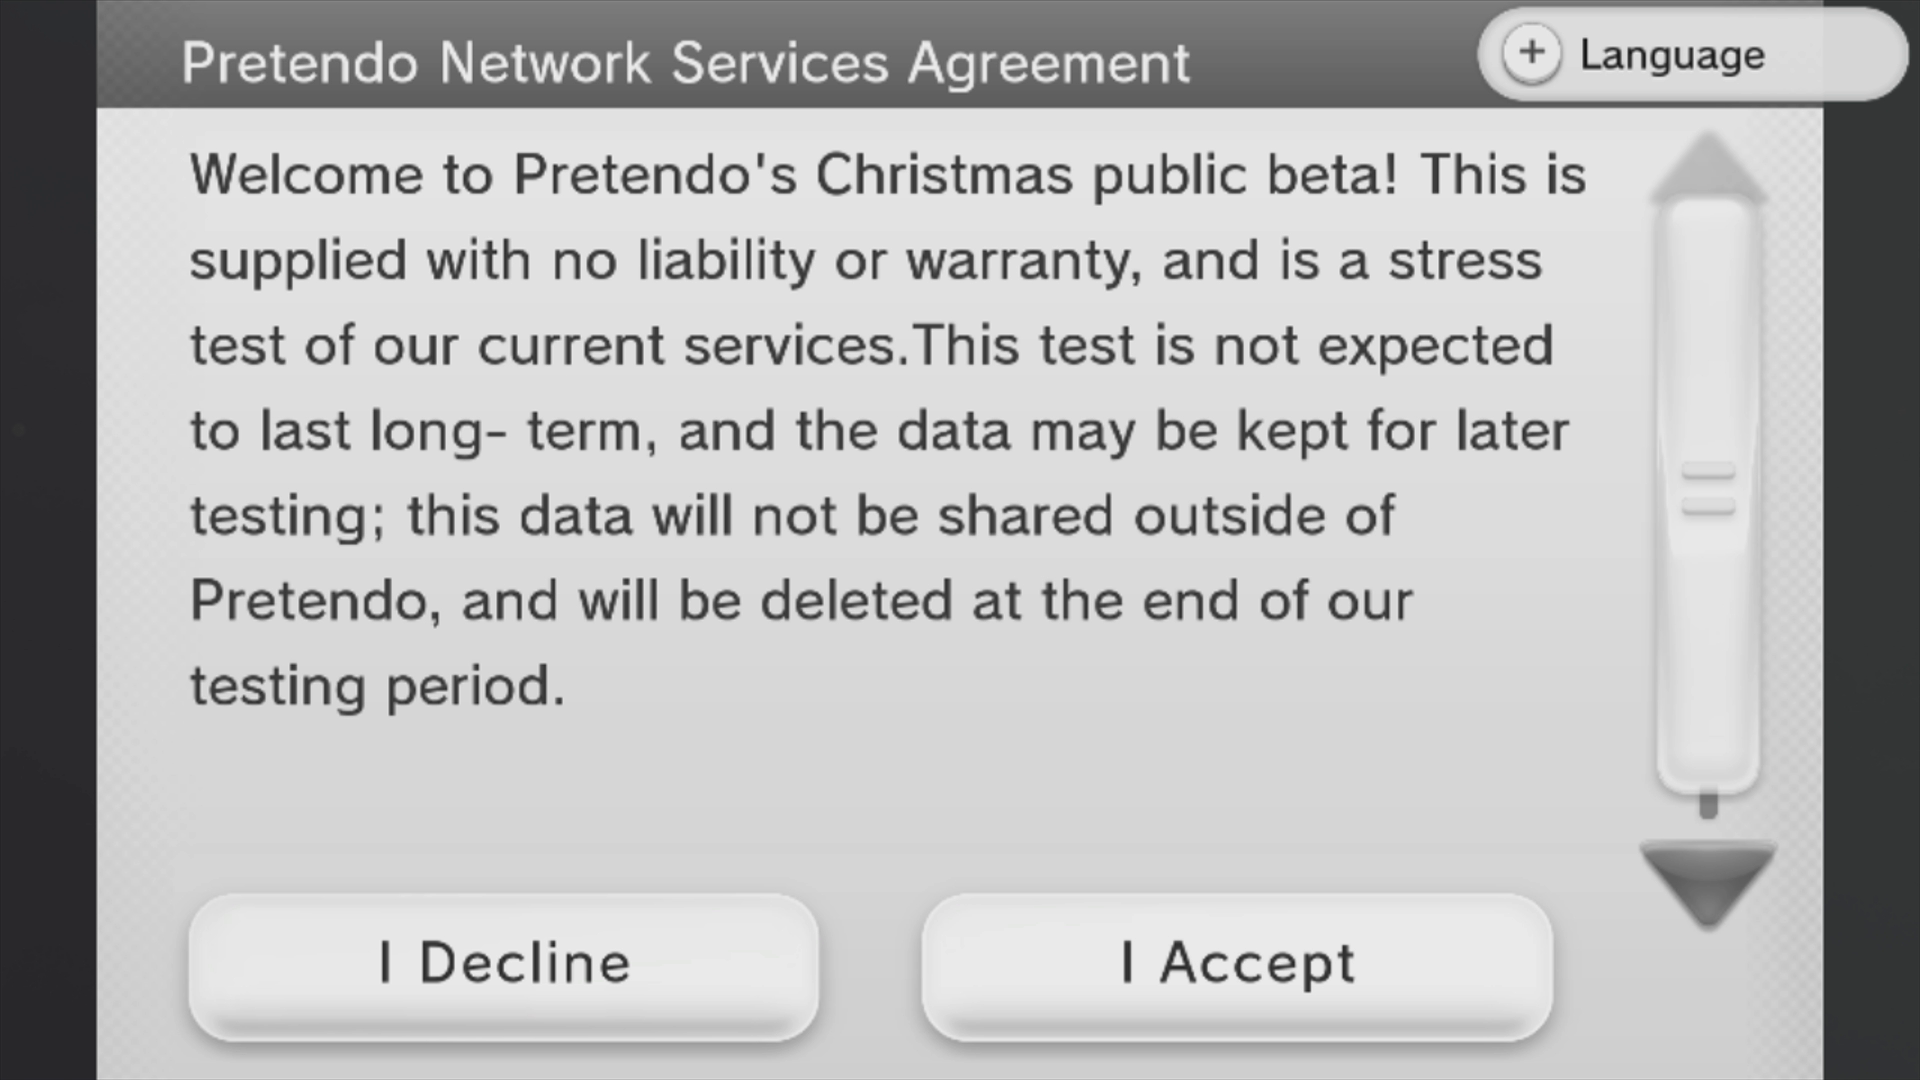 Pretendo Network Services Agreement
+ Language
Welcome to Pretendo's Christmas public beta! This is
supplied with no liability or warranty, and is a stress
test of our current services.This test is not expected
to last long- term, and the data may be kept for later
testing; this data will not be shared outside of
Pretendo, and will be deleted at the end of our
testing period.
I Decline
I Accept